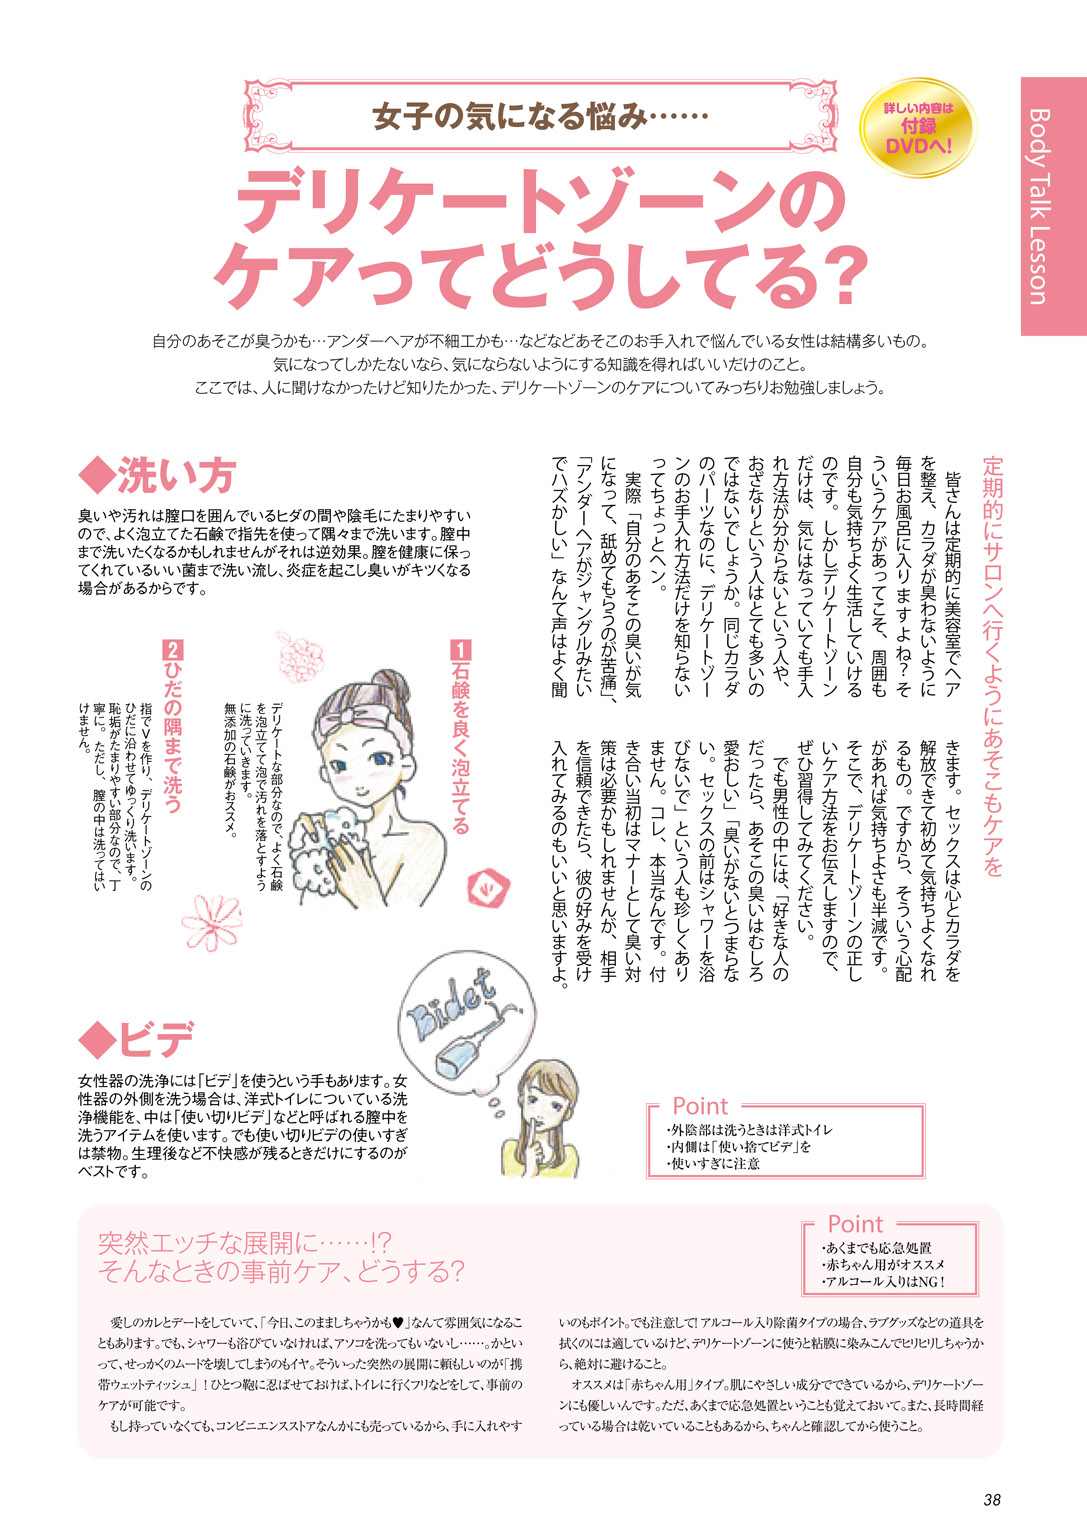 女子の気になる悩み……
詳しい内容は
付録
DVDへ!
Body Talk Lesson
デリケートゾーンの
ケアってどうしてる?
自分のあそこが臭うかも…アンダーヘアが不細工かも…などなどあそこのお手入れで悩んでいる女性は結構多いもの。
気になってしかたないなら、気にならないようにする知識を得ればいいだけのこと。
ここでは、人に聞けなかったけど知りたかった、デリケートゾーンのケアについてみっちりお勉強しましょう。
定期的にサロンへ行くようにあそこもケアを
皆さんは定期的に美容室でヘア
を整え、カラダが臭わないように
毎日お風呂に入りますよね?そ
ういうケアがあってこそ、周囲も
自分も気持ちよく生活していける
のです。しかしデリケートゾーン
だけは、気にはなっていても手入
れ方法が分からないという人や、
おざなりという人はとても多いの
ではないでしょうか。同じカラダ
のパーツなのに、デリケートゾー
ンのお手入れ方法だけを知らない
ってちょっとヘン。
実際「自分のあそこの臭いが気
になって、舐めてもらうのが苦痛」、
「アンダーヘアがジャングルみたい
でハズかしい」なんて声はよく聞
きます。セックスは心とカラダを
解放できて初めて気持ちよくなれ
るもの。ですから、そういう心配
があれば気持ちよさも半減です。
そこで、デリケートゾーンの正し
いケア方法をお伝えしますので、
ぜひ習得してみてください。
でも男性の中には、「好きな人の
だったら、あそこの臭いはむしろ
愛おしい」「臭いがないとつまらな
い。セックスの前はシャワーを浴
びないで」という人も珍しくあり
ません。コレ、本当なんです。付
き合い当初はマナーとして臭い対
策は必要かもしれませんが、相手
を信頼できたら、彼の好みを受け
入れてみるのもいいと思いますよ。
◆洗い方
臭いや汚れは膣口を囲んでいるヒダの間や陰毛にたまりやすい
ので、よく泡立てた石鹸で指先を使って隅々まで洗います。膣中
まで洗いたくなるかもしれませんがそれは逆効果。膣を健康に保っ
てくれているいい菌まで洗い流し、炎症を起こし臭いがキツくなる
場合があるからです。
1 石鹸を良く泡立てる
デリケートな部分なので、よく石鹸
を泡立てて泡で汚れを落とすよう
に洗っていきます。
無添加の石鹸がおススメ。
2 ひだの隅まで洗う
指でVを作り、デリケートゾーンの
ひだに沿わせてゆっくり洗います。
恥垢がたまりやすい部分なので、丁
寧に。ただし、膣の中は洗ってはい
けません。
Bidet
◆ビデ
女性器の洗浄には「ビデ」を使うという手もあります。女
性器の外側を洗う場合は、洋式トイレについている洗
浄機能を、中は「使い切りビデ」などと呼ばれる膣中を
洗うアイテムを使います。でも使い切りビデの使いすぎ
は禁物。生理後など不快感が残るときだけにするのが
ベストです。
Point
・外陰部は洗うときは洋式トイレ
・内側は「使い捨てビデ」を
・使いすぎに注意
突然エッチな展開に……!?
そんなときの事前ケア、どうする?
Point
・あくまでも応急処置
・赤ちゃん用がオススメ
・アルコール入りはNG!
愛しのカレとデートをしていて、「今日、このまましちゃうかも♥」なんて雰囲気になるこ
ともあります。でも、シャワーも浴びていなければ、アソコを洗ってもいないし……。かとい
って、せっかくのムードを壊してしまうのもイヤ。そういった突然の展開に頼もしいのが「携
帯ウェットティッシュ」!ひとつ鞄に忍ばせておけば、トイレに行くフリなどをして、事前の
ケアが可能です。
もし持っていなくても、コンビニエンスストアなんかにも売っているから、手に入れやす
いのもポイント。でも注意して!アルコール入り除菌タイプの場合、ラブグッズなどの道具を
拭くのには適しているけど、デリケートゾーンに使うと粘膜に染みこんでヒリヒリしちゃうか
ら、絶対に避けること。
オススメは「赤ちゃん用」タイプ。肌にやさしい成分でできているから、デリケートゾー
ンにも優しいんです。ただ、あくまで応急処置ということも覚えておいて。また、長時間経
っている場合は乾いていることもあるから、ちゃんと確認してから使うこと。
38